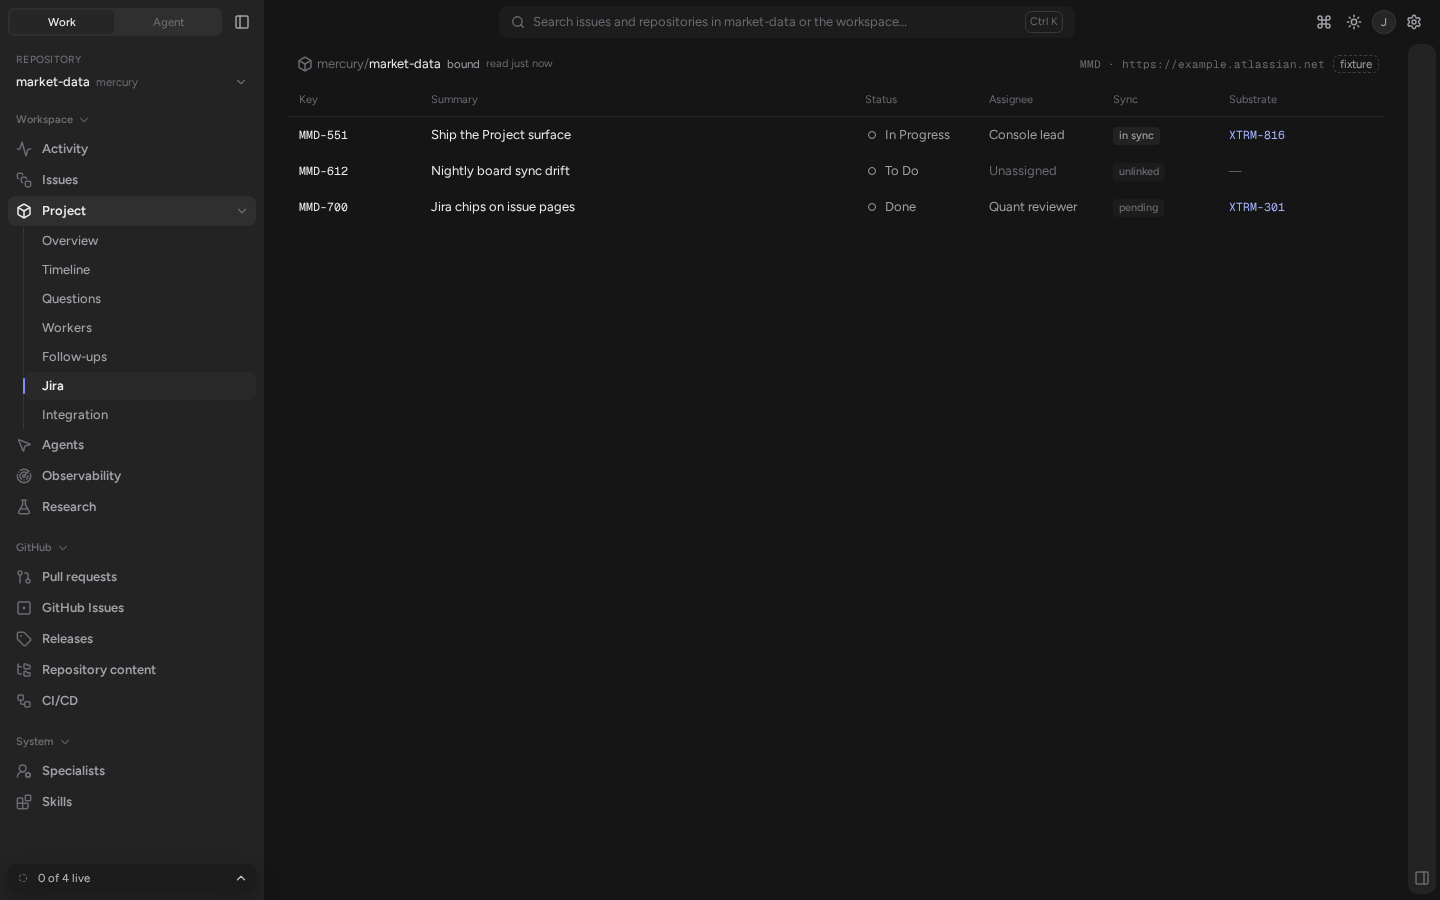 Work Agent
Search issues and repositories in market-data or the workspace... Ctrl K
J
REPOSITORY
market-data mercury
Workspace
Activity
Issues
Project
Overview
Timeline
Questions
Workers
Follow-ups
Jira
Integration
Agents
Observability
Research
GitHub
Pull requests
GitHub Issues
Releases
Repository content
CI/CD
System
Specialists
Skills
0 of 4 live
mercury/market-data bound read just now
MMD · https://example.atlassian.net fixture
Key Summary Status Assignee Sync Substrate
MMD-551 Ship the Project surface In Progress Console lead in sync XTRM-816
MMD-612 Nightly board sync drift To Do Unassigned unlinked —
MMD-700 Jira chips on issue pages Done Quant reviewer pending XTRM-301